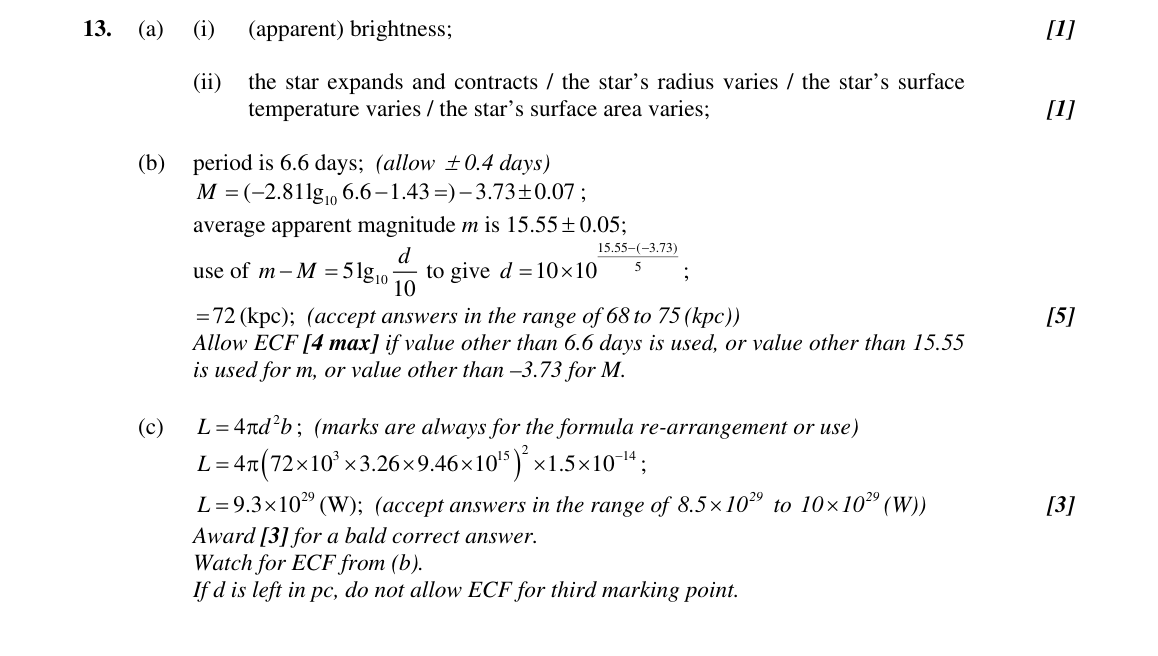 13. (a) (i) (apparent) brightness; [1]
(ii) the star expands and contracts / the star's radius varies / the star's surface
temperature varies / the star's surface area varies; [1]
(b) period is 6.6 days; (allow ±0.4 days)
M = (−2.81lg₁₀ 6.6−1.43 =)−3.73±0.07 ;
average apparent magnitude m is 15.55±0.05;
use of m−M = 5lg₁₀ d/10 to give d = 10×10^((15.55−(−3.73))/5) ;
=72 (kpc); (accept answers in the range of 68 to 75 (kpc)) [5]
Allow ECF [4 max] if value other than 6.6 days is used, or value other than 15.55
is used for m, or value other than –3.73 for M.
(c) L = 4πd²b ; (marks are always for the formula re-arrangement or use)
L = 4π(72×10³×3.26×9.46×10¹⁵)²×1.5×10⁻¹⁴ ;
L = 9.3×10²⁹ (W); (accept answers in the range of 8.5×10²⁹ to 10×10²⁹ (W)) [3]
Award [3] for a bald correct answer.
Watch for ECF from (b).
If d is left in pc, do not allow ECF for third marking point.